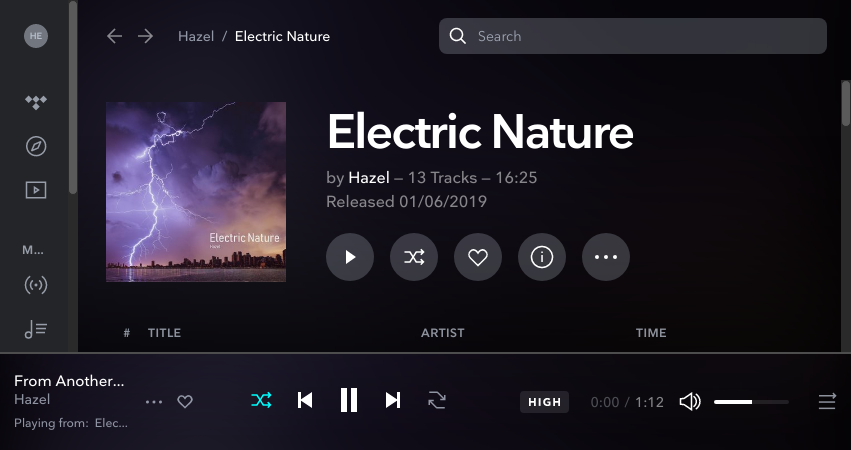 HE
Hazel / Electric Nature
Search
Electric Nature
Hazel
Electric Nature
by Hazel – 13 Tracks – 16:25
Released 01/06/2019
M...
# TITLE ARTIST TIME
From Another...
Hazel
Playing from: Elec...
HIGH
0:00 / 1:12